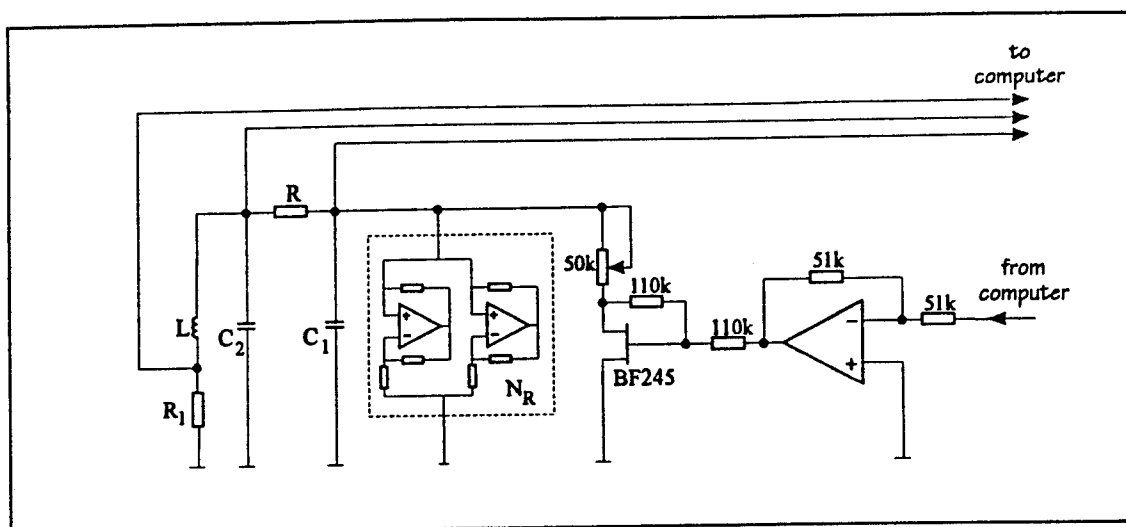 to
computer
R
50k
110k
51k
from
computer
51k
110k
L
C2
C1
BF245
R1
NR
+
−
+
−
−
+